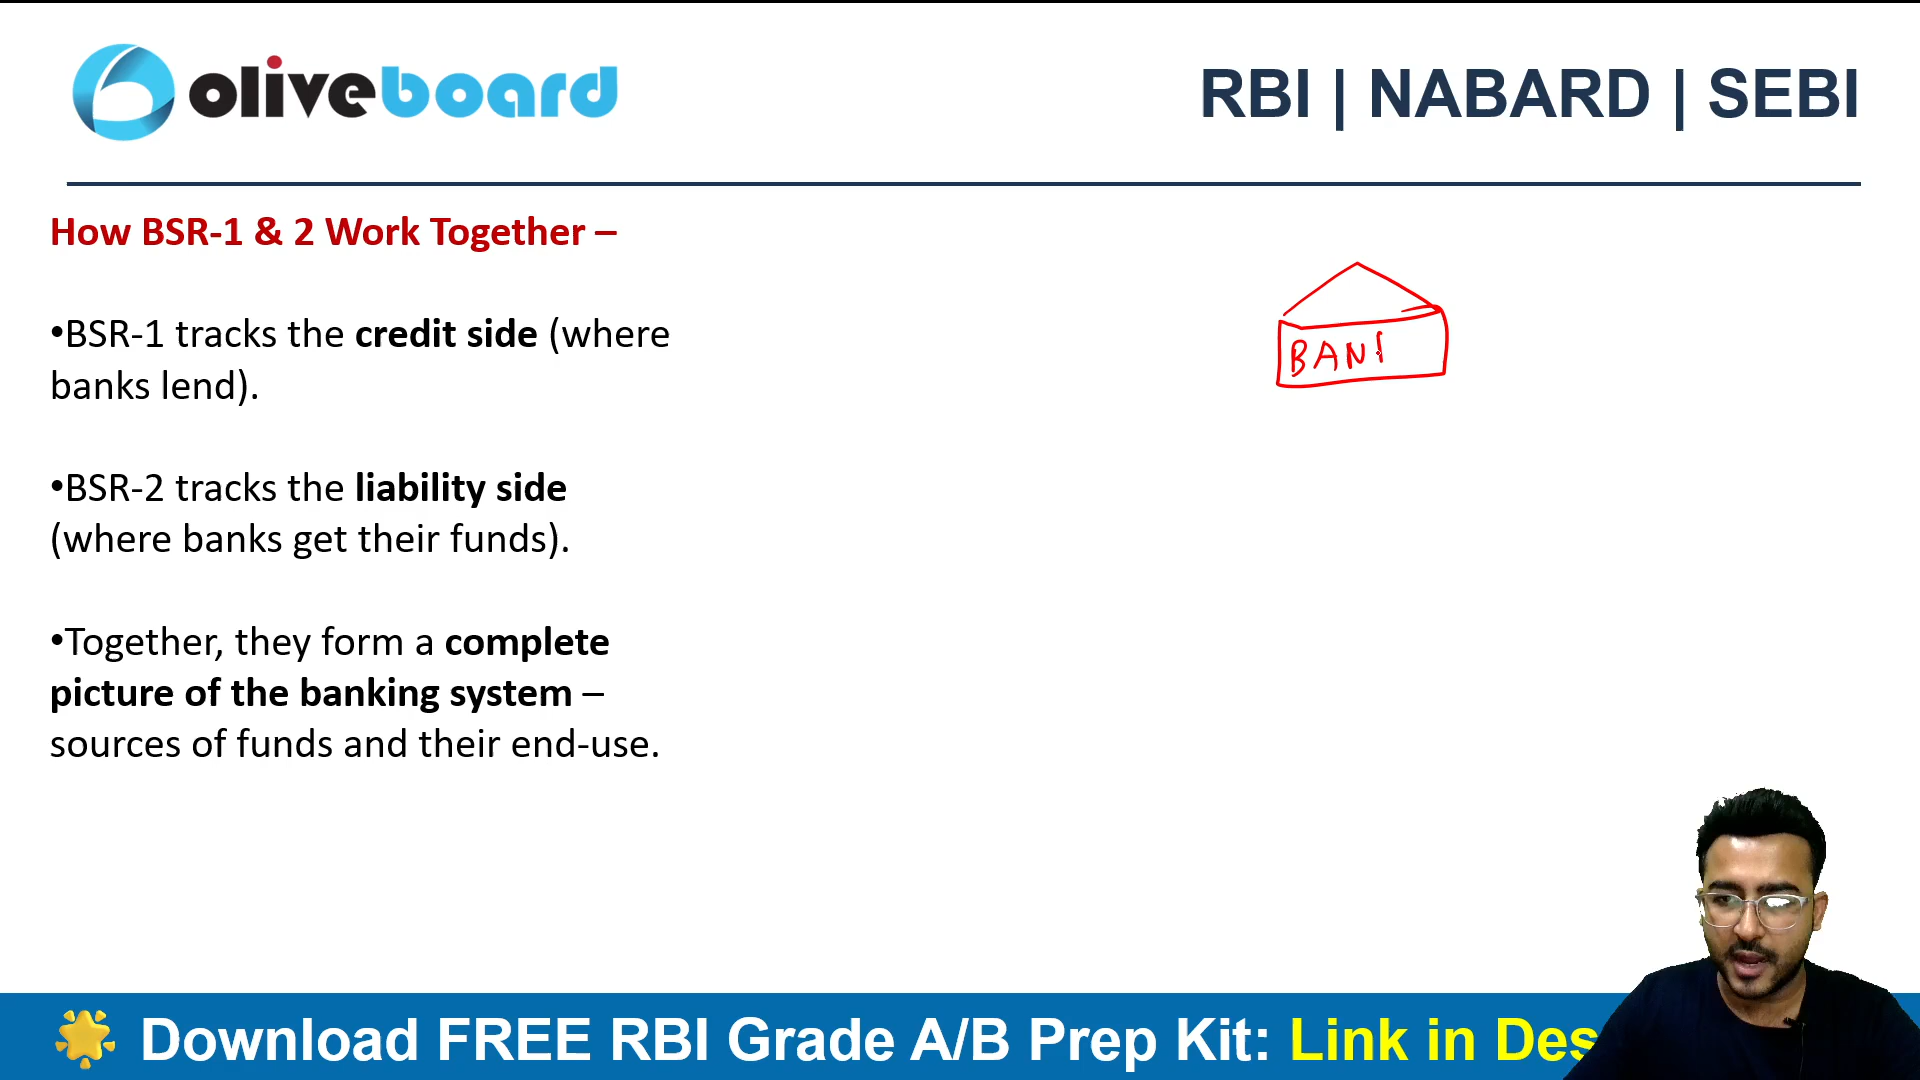 oliveboard
RBI | NABARD | SEBI
How BSR-1 & 2 Work Together –
•BSR-1 tracks the credit side (where
banks lend).
•BSR-2 tracks the liability side
(where banks get their funds).
•Together, they form a complete
picture of the banking system –
sources of funds and their end-use.
BAN
Download FREE RBI Grade A/B Prep Kit: Link in Des